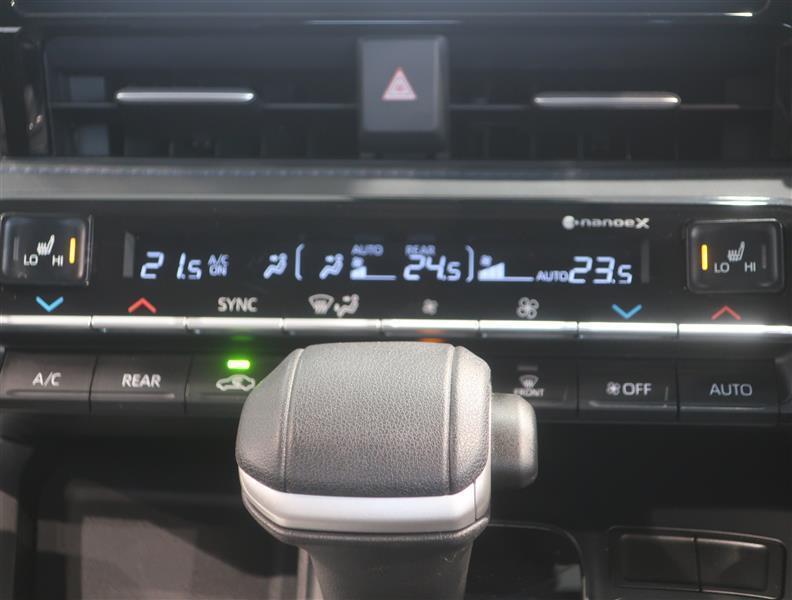 nanoeX
LO HI
21.5 A/C ON AUTO REAR 24.5 AUTO 23.5
LO HI
SYNC
A/C REAR FRONT OFF AUTO